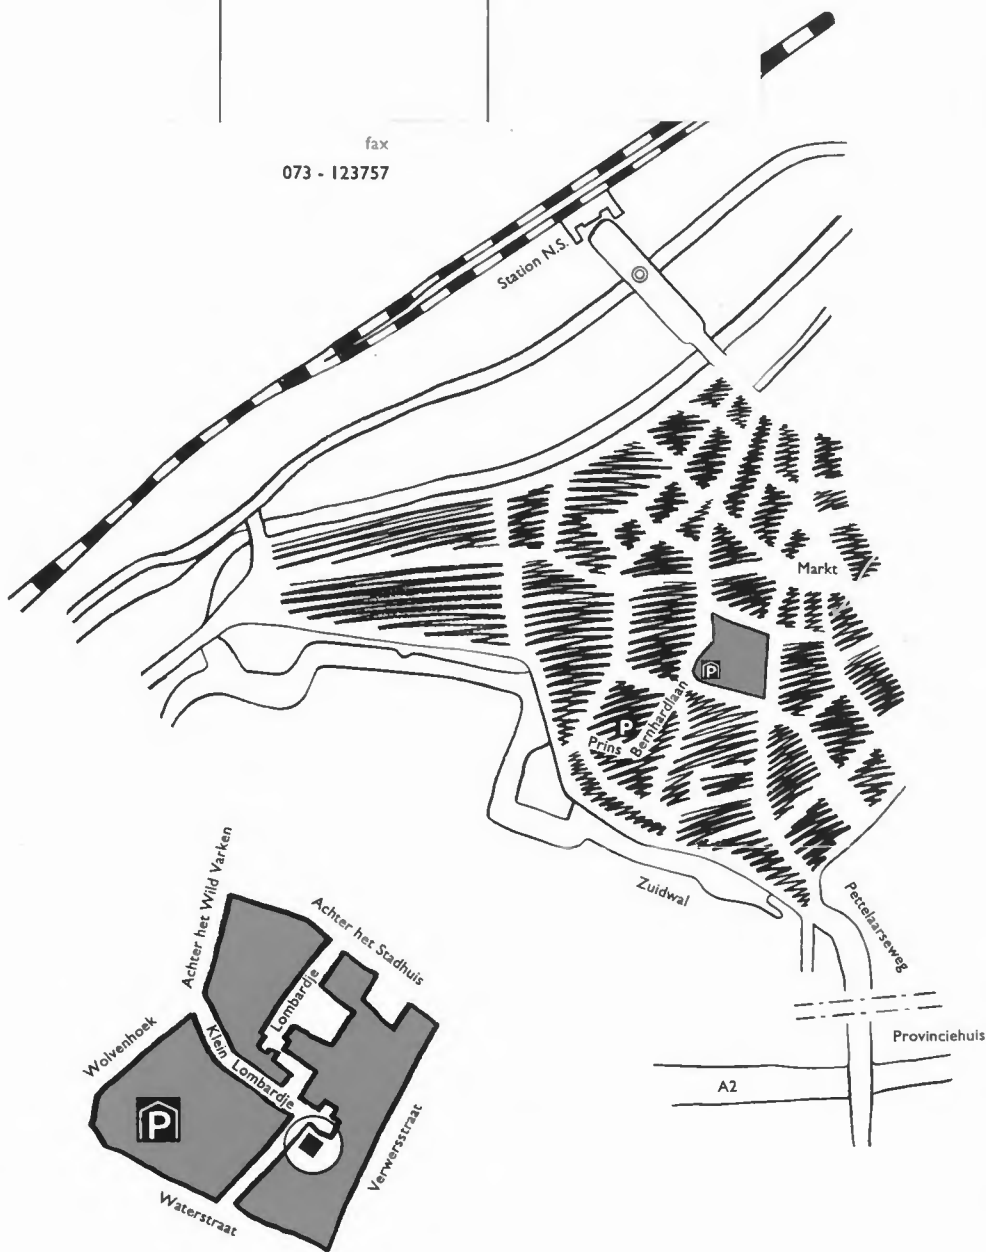 fax
073 - 123757
Station N.S.
Markt
P
P
Prins Bernhardlaan
Zuidwal
Pettelaarseweg
Provinciehuis
A2
Achter het Wild Varken
Achter het Stadhuis
Lombardje
Klein Lombardje
Wolvenhoek
P
Verwersstraat
Waterstraat